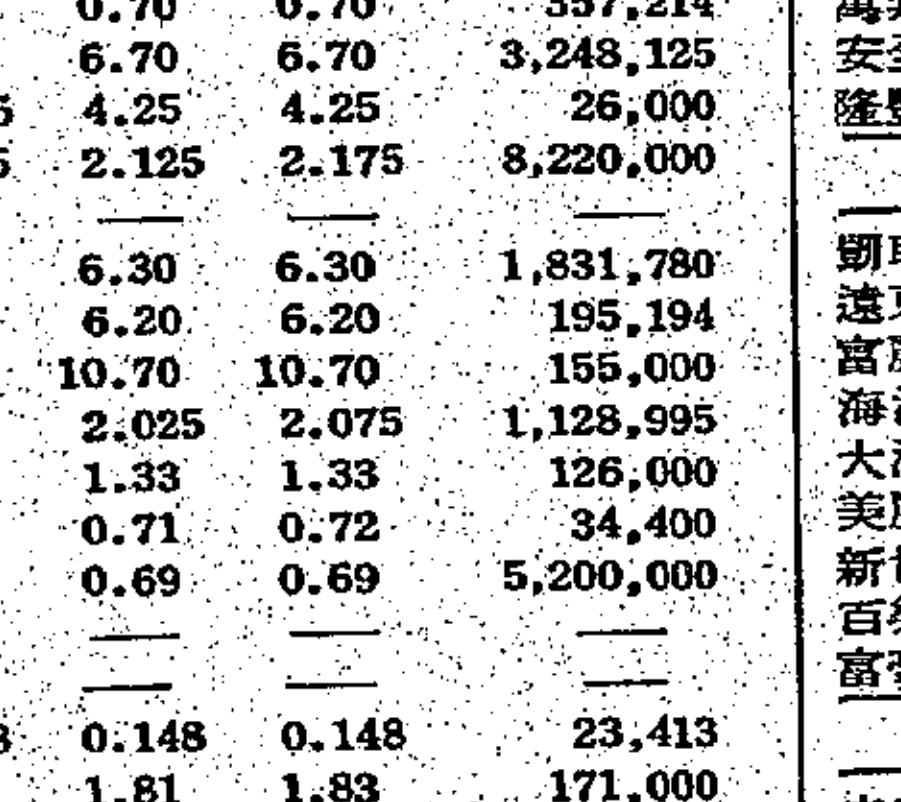 0.70 0.70 357,214
6.70 6.70 3,248,125 安全
4.25 4.25 26,000 隆豐
2.125 2.175 8,220,000
— — —
6.30 6.30 1,831,780
6.20 6.20 195,194 遠東
10.70 10.70 155,000 富
2.025 2.075 1,128,995 海
1.33 1.33 126,000 大
0.71 0.72 34,400 美
0.69 0.69 5,200,000 新
— — — 百
— — — 富
0.148 0.148 23,413
1.81 1.83 171,000